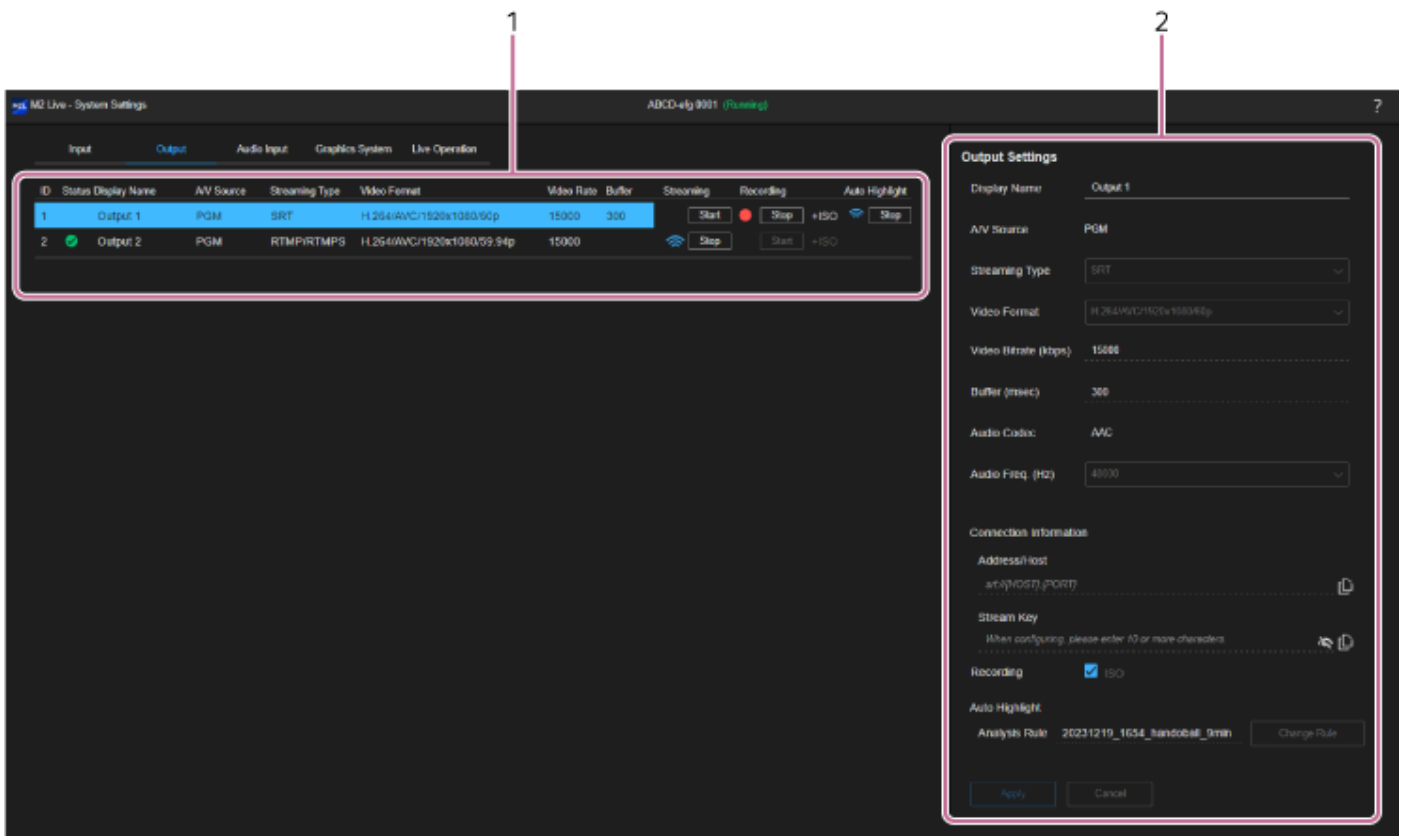 1 2
M2 Live - System Settings ABCD-efg 0001 (Running) ?
Input Output Audio Input Graphics System Live Operation
ID Status Display Name A/V Source Streaming Type Video Format Video Rate Buffer Streaming Recording Auto Highlight
1 Output 1 PGM SRT H.264/AVC/1920x1080/60p 15000 300 Start Stop +ISO Stop
2 Output 2 PGM RTMP/RTMPS H.264/AVC/1920x1080/59.94p 15000 Stop Start +ISO
Output Settings
Display Name Output 1
A/V Source PGM
Streaming Type SRT
Video Format H.264/AVC/1920x1080/60p
Video Bitrate (kbps) 15000
Buffer (msec) 300
Audio Codec AAC
Audio Freq. (Hz) 48000
Connection Information
Address/Host
Stream Key
When configuring, please enter 10 or more characters
Recording ISO
Auto Highlight
Analysis Rule 20231219_1654_handoball_9min Change Rule
Apply Cancel